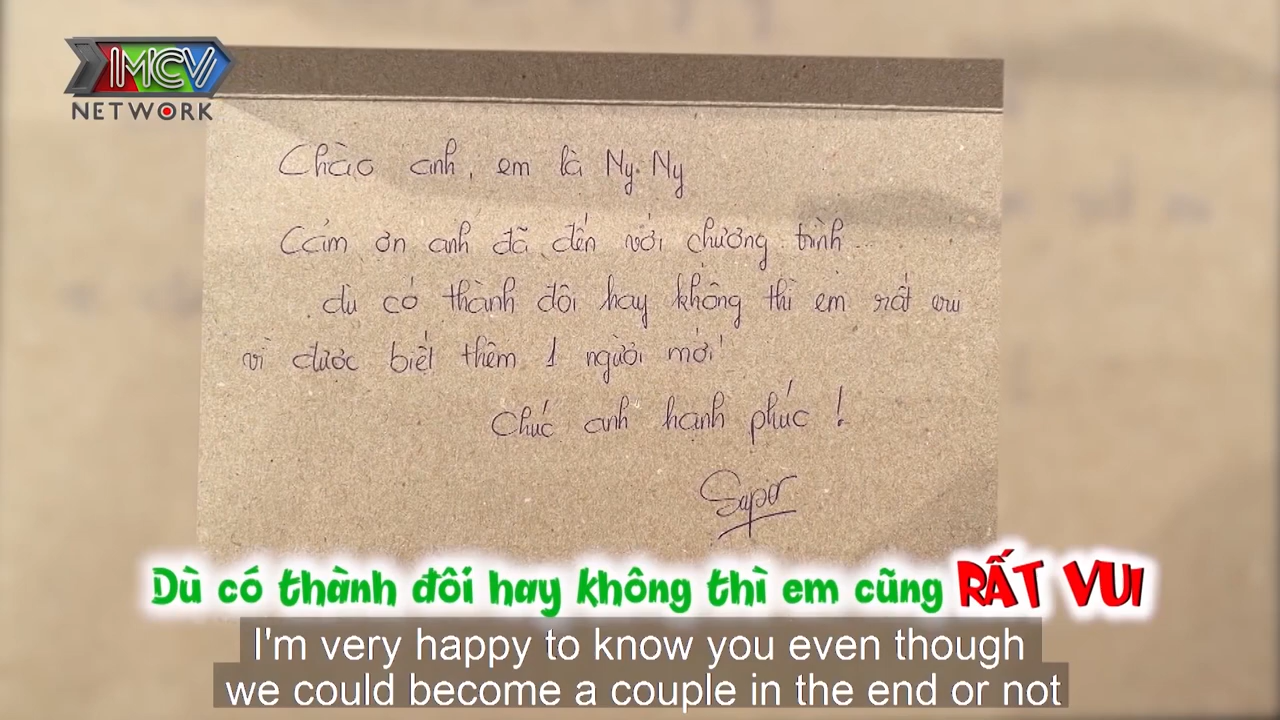 MCV
NETWORK
Chào anh, em là Ny Ny
Cảm ơn anh đã đến với chương trình
dù có thành đôi hay không thì em rất vui
vì được biết thêm 1 người mới
Chúc anh hạnh phúc !
Dù có thành đôi hay không thì em cũng RẤT VUI
I'm very happy to know you even though
we could become a couple in the end or not